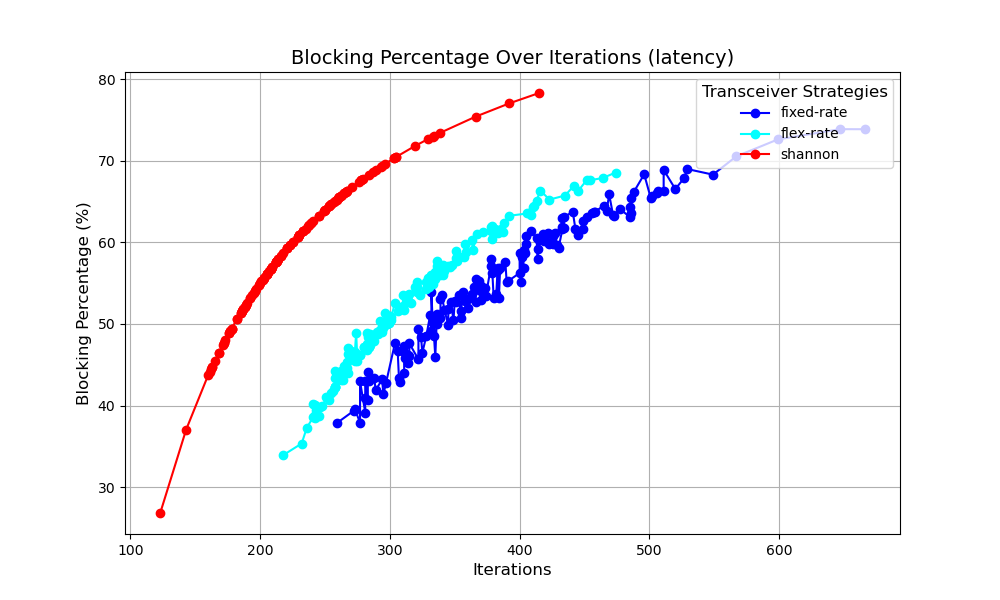 Blocking Percentage Over Iterations (latency)
Transceiver Strategies
fixed-rate
flex-rate
shannon
80
70
60
50
40
30
Blocking Percentage (%)
100 200 300 400 500 600
Iterations